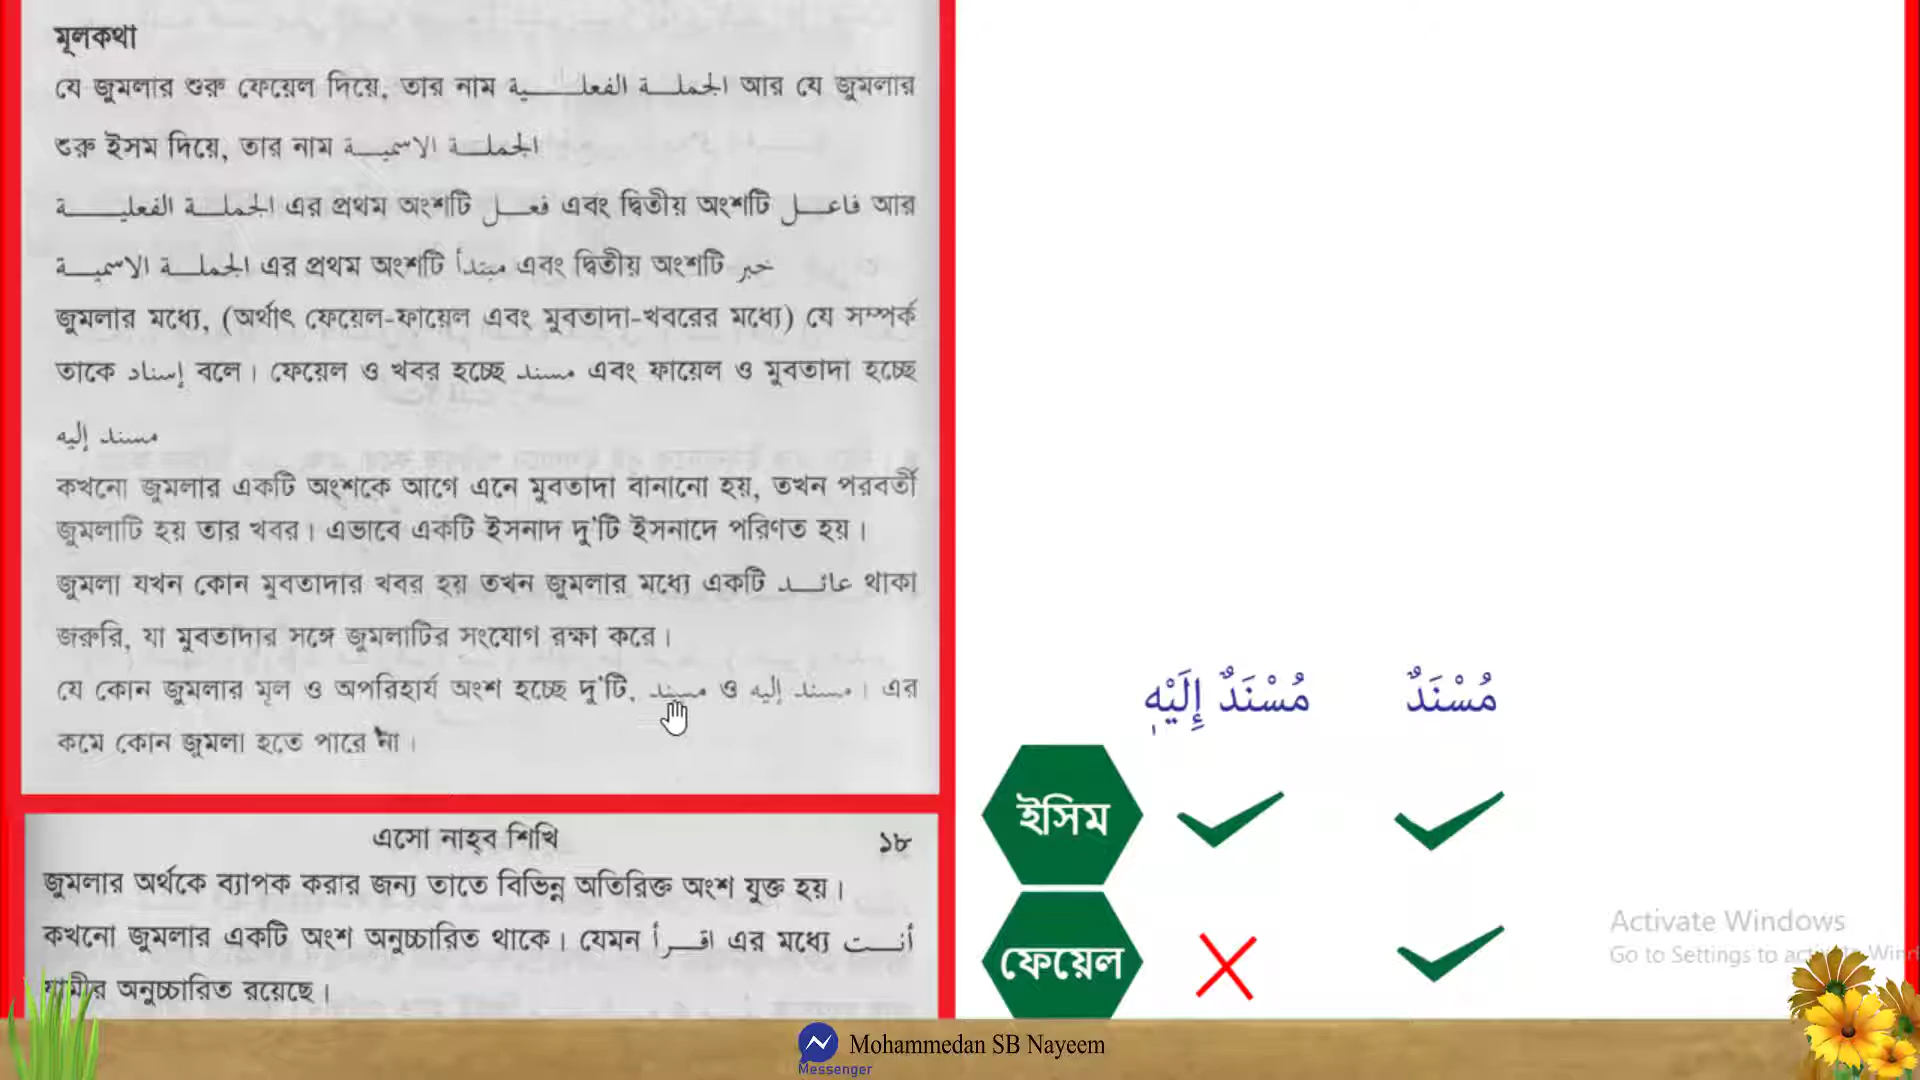 মূলকথা
যে জুমলার শুরু ফেয়েল দিয়ে, তার নাম الجملة الفعلية আর যে জুমলার
শুরু ইসম দিয়ে, তার নাম الجملة الاسمية
الجملة الفعلية এর প্রথম অংশটি فعل এবং দ্বিতীয় অংশটি فاعل আর
الجملة الاسمية এর প্রথম অংশটি مبتدأ এবং দ্বিতীয় অংশটি خبر
জুমলার মধ্যে, (অর্থাৎ ফেয়েল-ফায়েল এবং মুবতাদা-খবরের মধ্যে) যে সম্পর্ক
তাকে إسناد বলে। ফেয়েল ও খবর হচ্ছে مسند এবং ফায়েল ও মুবতাদা হচ্ছে
مسند إليه
কখনো জুমলার একটি অংশকে আগে এনে মুবতাদা বানানো হয়, তখন পরবর্তী
জুমলাটি হয় তার খবর। এভাবে একটি ইসনাদ দু'টি ইসনাদে পরিণত হয়।
জুমলা যখন কোন মুবতাদার খবর হয় তখন জুমলার মধ্যে একটি عائد থাকা
জরুরি, যা মুবতাদার সঙ্গে জুমলাটির সংযোগ রক্ষা করে।
যে কোন জুমলার মূল ও অপরিহার্য অংশ হচ্ছে দু'টি, مسند ও مسند إليه। এর
কমে কোন জুমলা হতে পারে না।
এসো নাহ্ব শিখি ১৮
জুমলার অর্থকে ব্যাপক করার জন্য তাতে বিভিন্ন অতিরিক্ত অংশ যুক্ত হয়।
কখনো জুমলার একটি অংশ অনুচ্চারিত থাকে। যেমন اقرأ এর মধ্যে أنت
যামীর অনুচ্চারিত রয়েছে।
مُسْنَدٌ إِلَيْهِ مُسْنَدٌ
ইসিম
ফেয়েল
Activate Windows
Go to Settings to
Mohammedan SB Nayeem
Messenger